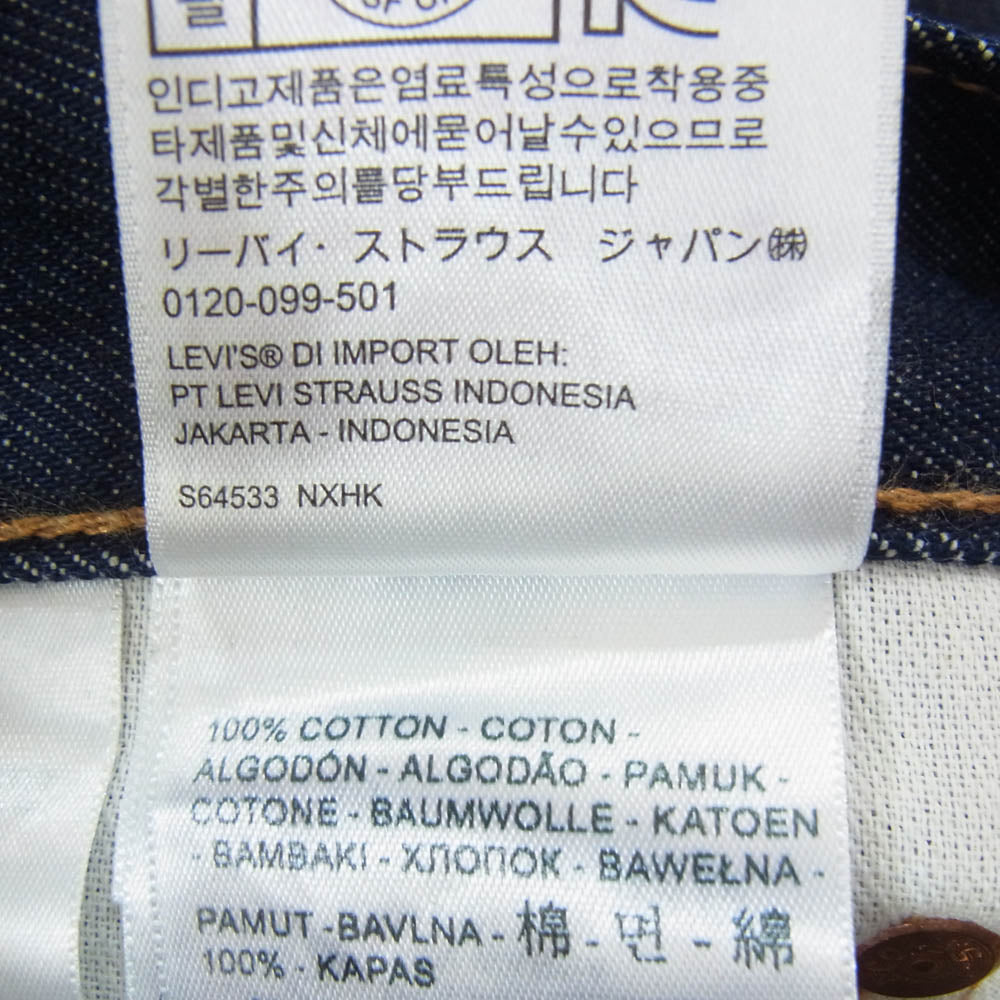 인디고제품은염료특성으로착용중
타제품및신체에묻어날수있으므로
각별한주의를당부드립니다
リーバイ・ストラウス ジャパン㈱
0120-099-501
LEVI'S® DI IMPORT OLEH:
PT LEVI STRAUSS INDONESIA
JAKARTA - INDONESIA
S64533 NXHK
100% COTTON - COTON -
ALGODÓN - ALGODÃO - PAMUK -
COTONE - BAUMWOLLE - KATOEN
- BAMBAKI - ХЛОПОК - BAWEŁNA -
PAMUT -BAVLNA - 棉 - 면 - 綿
100% - KAPAS